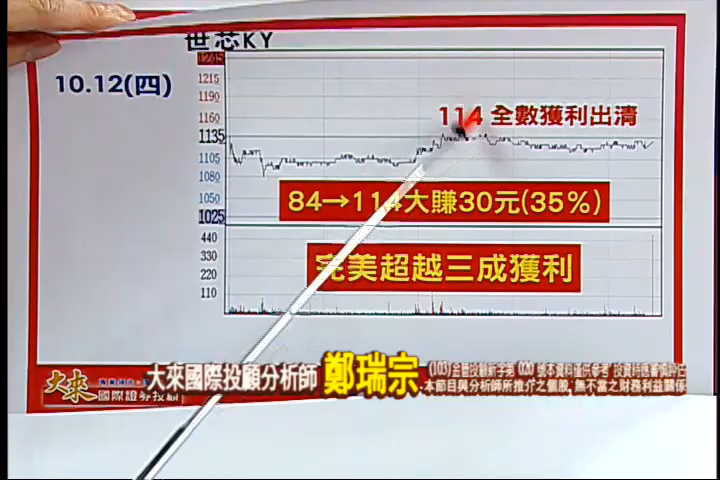 世芯KY
10.12(四)
1215
1190
1160
1135
1105
1080
1050
1025
440
330
220
110
114 全數獲利出清
84→114大賺30元(35%)
完美超越三成獲利
大來國際投顧分析師 鄭瑞宗
本節目與分析師所推介之個股 無不當之財務利益關係
大來
國際證券投顧